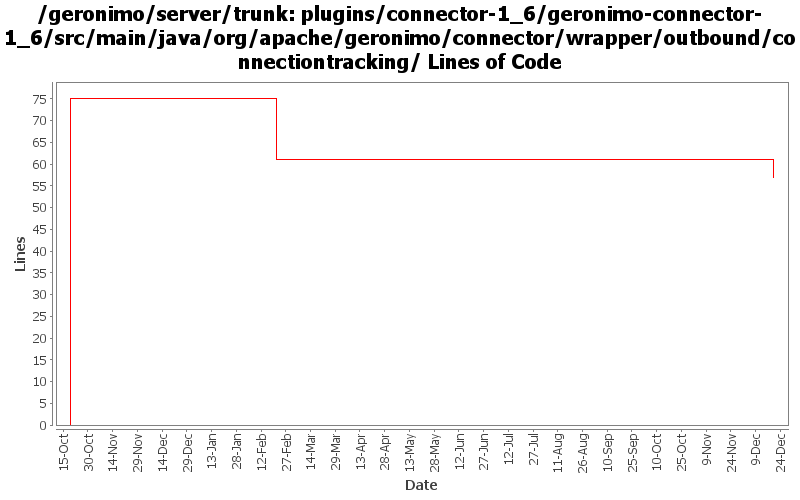 /geronimo/server/trunk: plugins/connector-1_6/geronimo-connector-
1_6/src/main/java/org/apache/geronimo/connector/wrapper/outbound/co
nnectiontracking/ Lines of Code
75
70
65
60
55
50
45
40
35
30
25
20
15
10
5
0
Lines
15-Oct
30-Oct
14-Nov
29-Nov
14-Dec
29-Dec
13-Jan
28-Jan
12-Feb
27-Feb
14-Mar
29-Mar
13-Apr
28-Apr
13-May
28-May
12-Jun
27-Jun
12-Jul
27-Jul
11-Aug
26-Aug
10-Sep
25-Sep
10-Oct
25-Oct
9-Nov
24-Nov
9-Dec
24-Dec
Date